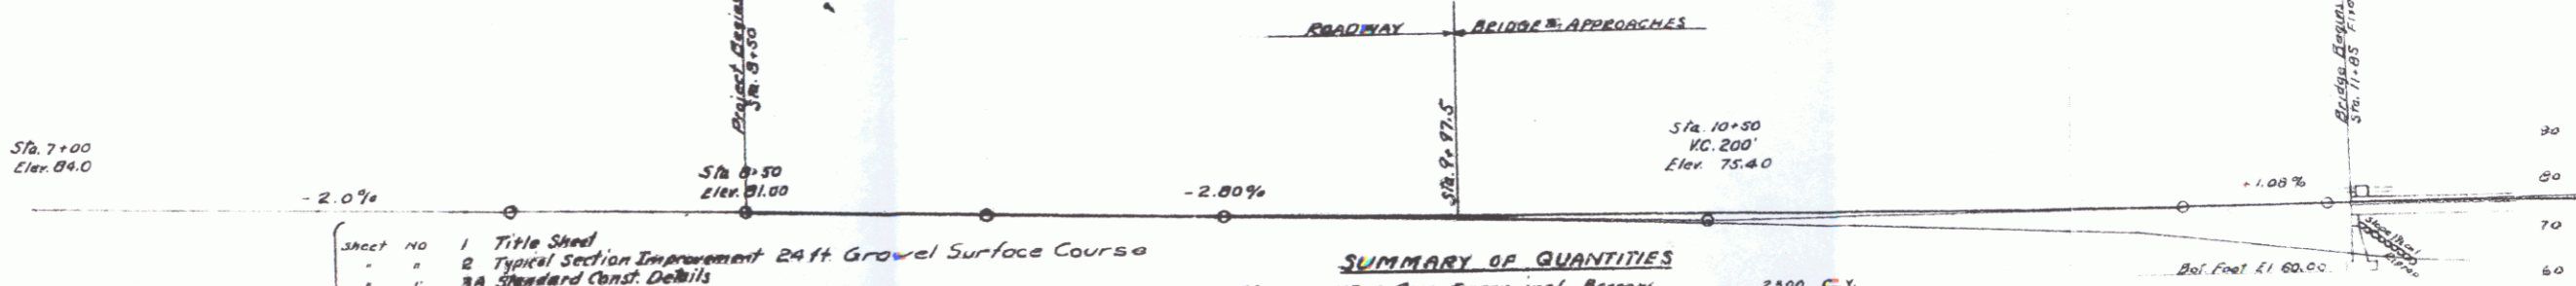 ROADWAY
BRIDGE & APPROACHES
Project Begins
Sta. 8+50
Bridge Begins
Sta. 11+85
Sta. 9+97.5
Sta. 7+00
Elev. 84.0
Sta 8+50
Elev. 81.00
Sta. 10+50
V.C. 200'
Elev. 75.40
-2.0%
-2.80%
+1.08%
90
80
70
60
Bot. Foot El 60.00
Riprap
Sheet No 1 Title Sheet
" " 2 Typical Section Improvement 24 ft. Gravel Surface Course
" " 3A Standard Const. Details
SUMMARY OF QUANTITIES